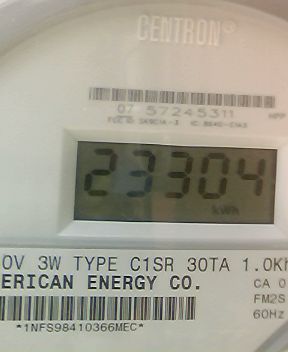 CENTRON®
07 57245311
23304
kWh
0V 3W TYPE C1SR 30TA 1.0Kh
ERICAN ENERGY CO.
CA 0
FM2S
60Hz
*1NFS98410366MEC*